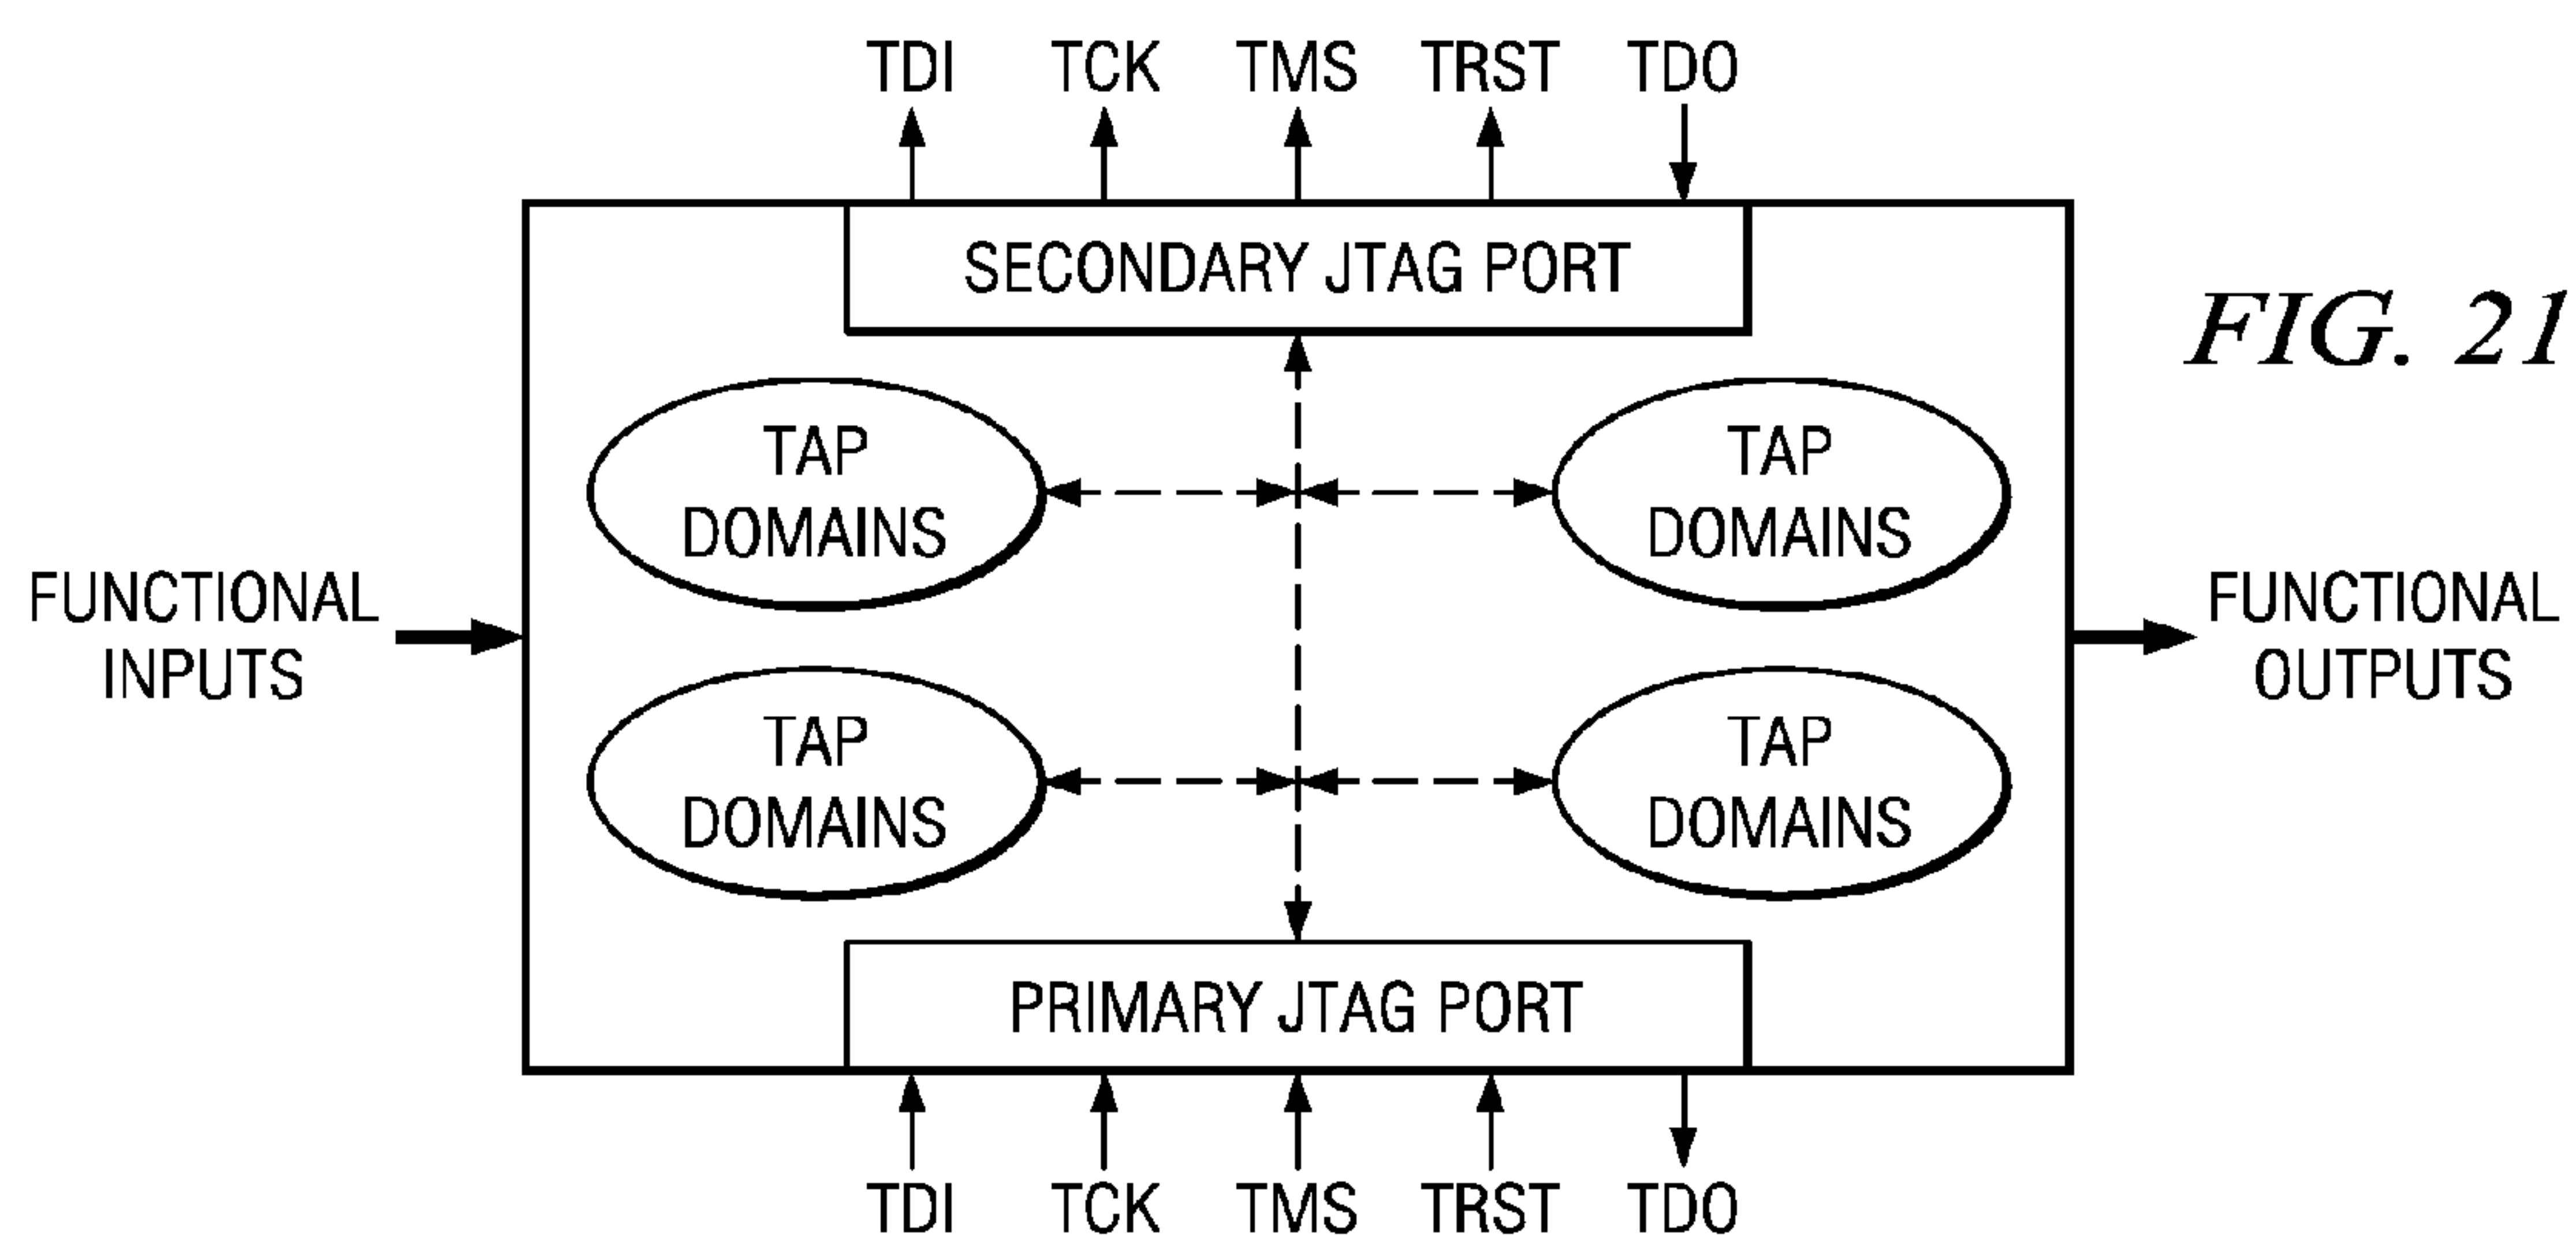 TDI TCK TMS TRST TDO
SECONDARY JTAG PORT
FIG. 21
TAP
DOMAINS
TAP
DOMAINS
FUNCTIONAL
INPUTS
FUNCTIONAL
OUTPUTS
TAP
DOMAINS
TAP
DOMAINS
PRIMARY JTAG PORT
TDI TCK TMS TRST TDO